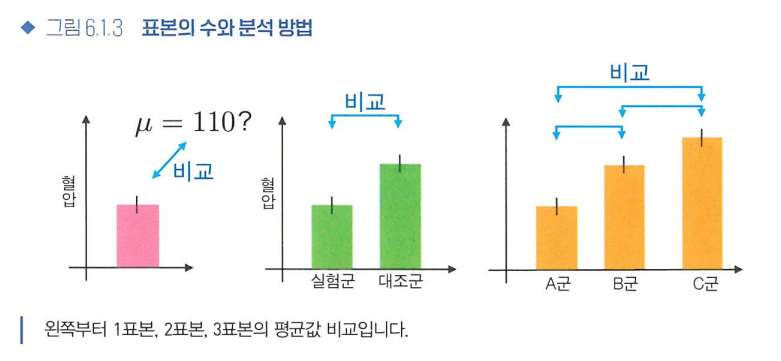 ◆ 그림 6.1.3 표본의 수와 분석 방법
μ = 110?
비교
혈압
비교
혈압
실험군 대조군
비교
A군 B군 C군
왼쪽부터 1표본, 2표본, 3표본의 평균값 비교입니다.